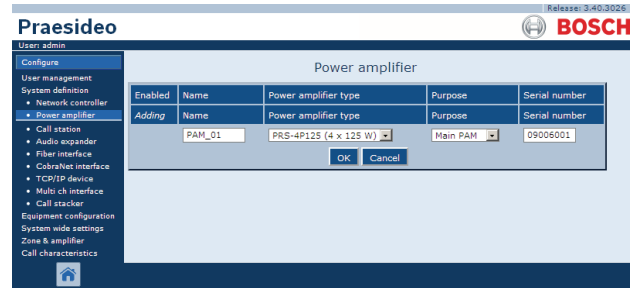 Release: 3.40.3026
Praesideo
BOSCH
User: admin
Configure
User management
System definition
• Network controller
• Power amplifier
• Call station
• Audio expander
• Fiber interface
• CobraNet interface
• TCP/IP device
• Multi ch interface
• Call stacker
Equipment configuration
System wide settings
Zone & amplifier
Call characteristics
Power amplifier
Enabled Name Power amplifier type Purpose Serial number
Adding Name Power amplifier type Purpose Serial number
PAM_01 PRS-4P125 (4 x 125 W) Main PAM 09006001
OK Cancel